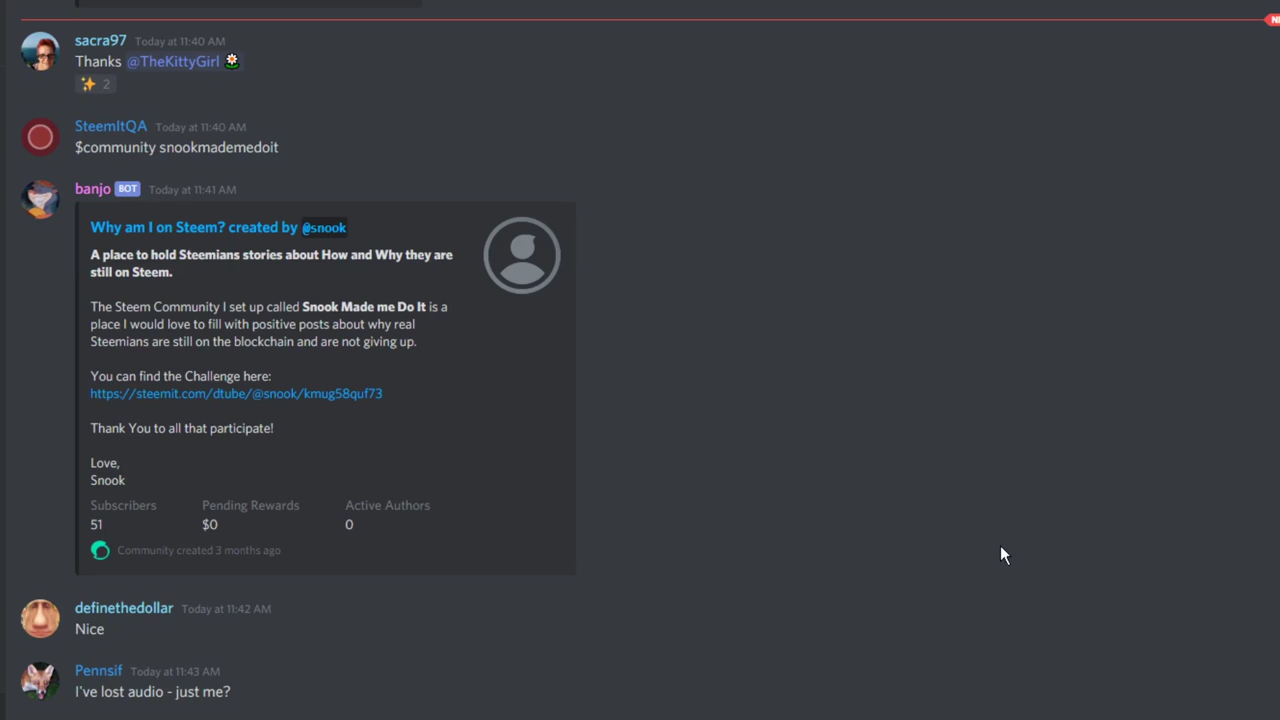 sacra97 Today at 11:40 AM
Thanks @TheKittyGirl
2
SteemItQA Today at 11:40 AM
$community snookmademedoit
banjo BOT Today at 11:41 AM
Why am I on Steem? created by @snook
A place to hold Steemians stories about How and Why they are
still on Steem.
The Steem Community I set up called Snook Made me Do It is a
place I would love to fill with positive posts about why real
Steemians are still on the blockchain and are not giving up.
You can find the Challenge here:
https://steemit.com/dtube/@snook/kmug58quf73
Thank You to all that participate!
Love,
Snook
Subscribers Pending Rewards Active Authors
51 $0 0
Community created 3 months ago
definethedollar Today at 11:42 AM
Nice
Pennsif Today at 11:43 AM
I've lost audio - just me?